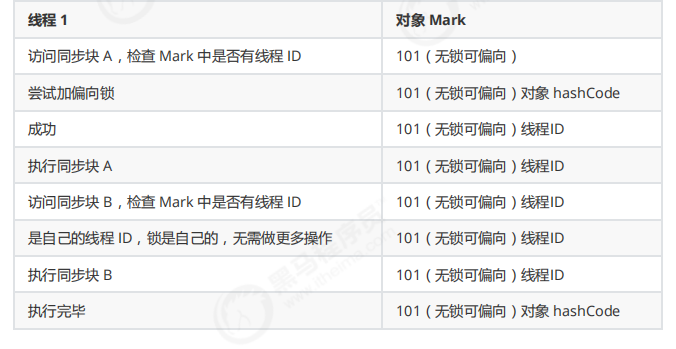 线程 1 对象 Mark
访问同步块 A，检查 Mark 中是否有线程 ID 101（无锁可偏向）
尝试加偏向锁 101（无锁可偏向）对象 hashCode
成功 101（无锁可偏向）线程ID
执行同步块 A 101（无锁可偏向）线程ID
访问同步块 B，检查 Mark 中是否有线程 ID 101（无锁可偏向）线程ID
是自己的线程 ID，锁是自己的，无需做更多操作 101（无锁可偏向）线程ID
执行同步块 B 101（无锁可偏向）线程ID
执行完毕 101（无锁可偏向）对象 hashCode
黑马程序员